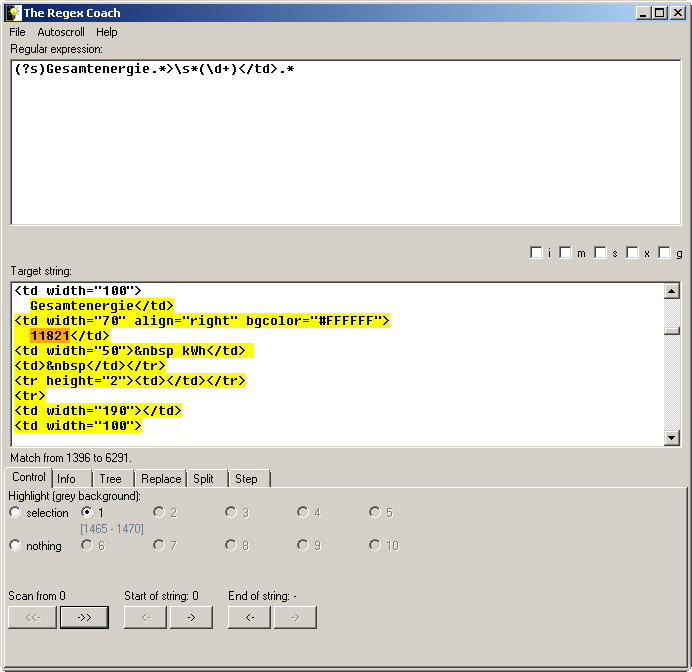 The Regex Coach
File Autoscroll Help
Regular expression:
(?s)Gesamtenergie.*>\s*(\d+)</td>.*
i m s x g
Target string:
<td width="100">
Gesamtenergie</td>
<td width="70" align="right" bgcolor="#FFFFFF">
11821</td>
<td width="50">&nbsp kWh</td>
<td>&nbsp</td></tr>
<tr height="2"><td></td></tr>
<tr>
<td width="190"></td>
<td width="100">
Match from 1396 to 6291.
Control Info Tree Replace Split Step
Highlight (grey background):
selection 1 2 3 4 5
[1465 - 1470]
nothing 6 7 8 9 10
Scan from 0 Start of string: 0 End of string: -
<<- ->> <- -> <- ->